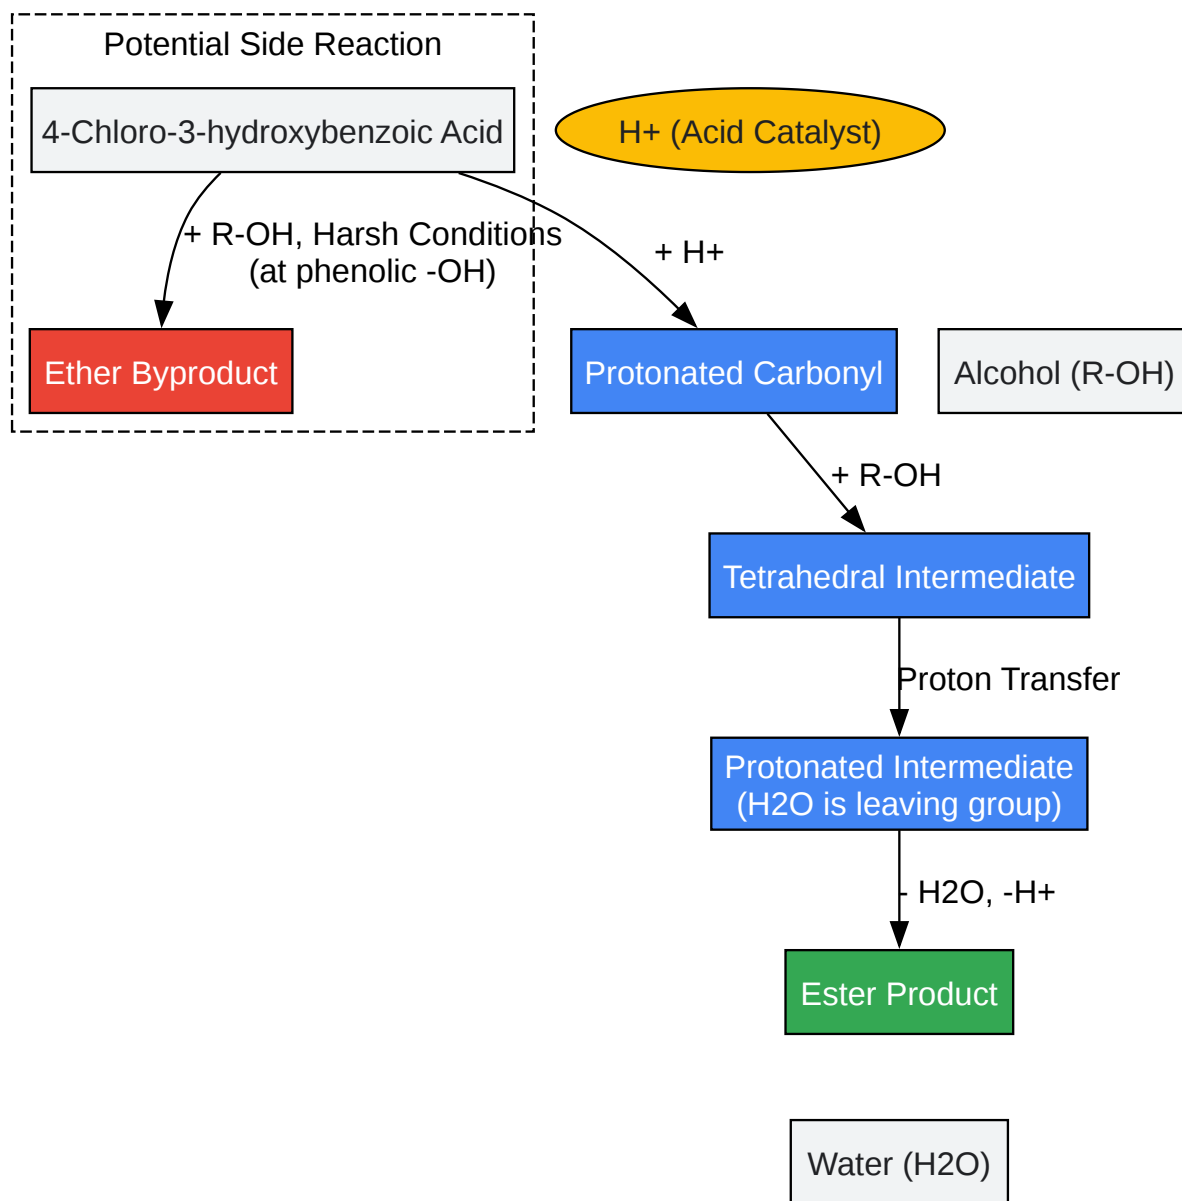 Potential Side Reaction
4-Chloro-3-hydroxybenzoic Acid
H+ (Acid Catalyst)
+ R-OH, Harsh Conditions
(at phenolic -OH)
+ H+
Ether Byproduct
Protonated Carbonyl
Alcohol (R-OH)
+ R-OH
Tetrahedral Intermediate
Proton Transfer
Protonated Intermediate
(H2O is leaving group)
- H2O, -H+
Ester Product
Water (H2O)